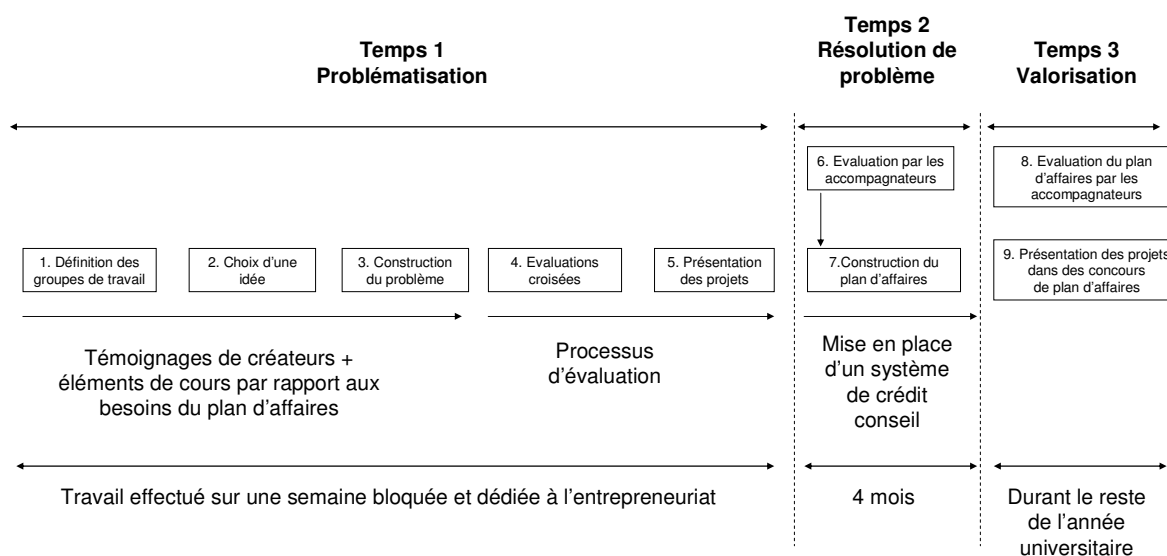 Temps 1
Problématisation
Temps 2
Résolution de
problème
Temps 3
Valorisation
6. Evaluation par les
accompagnateurs
8. Evaluation du plan
d’affaires par les
accompagnateurs
1. Définition des
groupes de travail
2. Choix d’une
idée
3. Construction
du problème
4. Evaluations
croisées
5. Présentation
des projets
7.Construction du
plan d’affaires
9. Présentation des projets
dans des concours
de plan d’affaires
Témoignages de créateurs +
éléments de cours par rapport aux
besoins du plan d’affaires
Processus
d’évaluation
Mise en place
d’un système
de crédit
conseil
Travail effectué sur une semaine bloquée et dédiée à l’entrepreneuriat
4 mois
Durant le reste
de l’année
universitaire